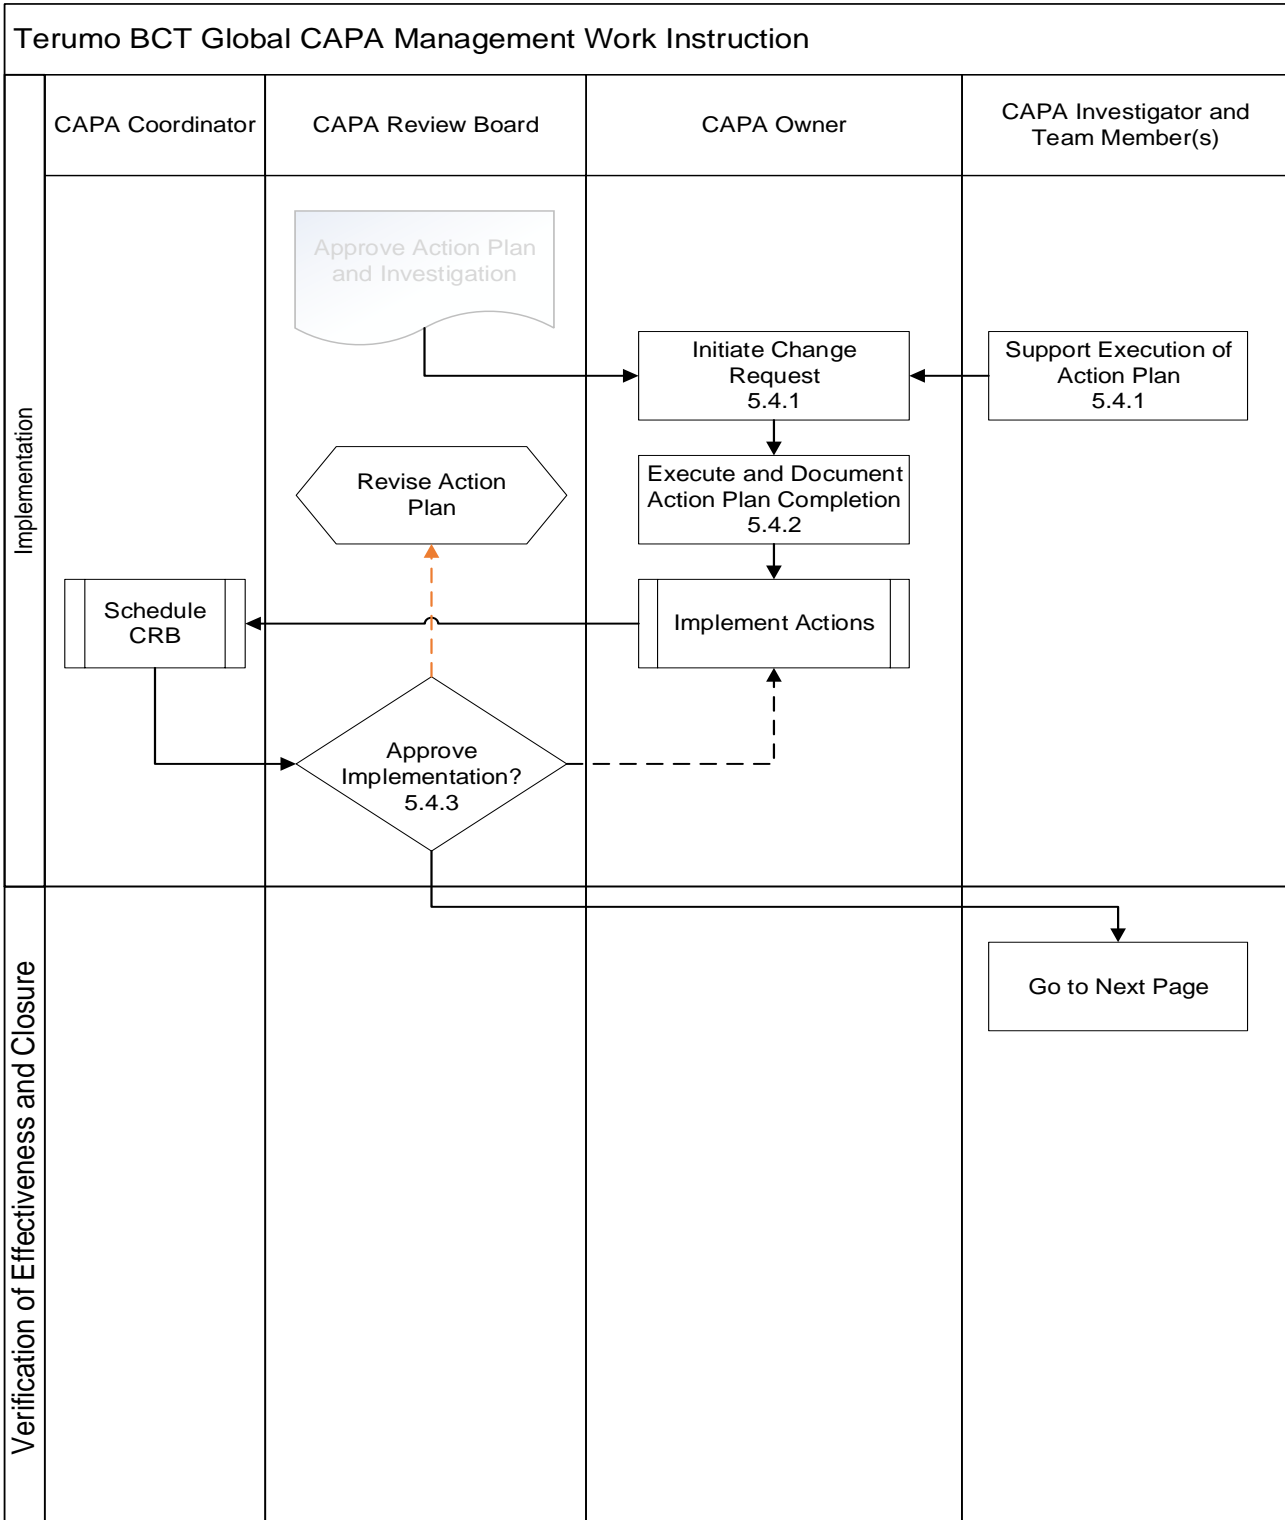 Terumo BCT Global CAPA Management Work Instruction
CAPA Coordinator
CAPA Review Board
CAPA Owner
CAPA Investigator and
Team Member(s)
Implementation
Approve Action Plan
and Investigation
Initiate Change
Request
5.4.1
Support Execution of
Action Plan
5.4.1
Revise Action
Plan
Execute and Document
Action Plan Completion
5.4.2
Schedule
CRB
Implement Actions
Approve
Implementation?
5.4.3
Verification of Effectiveness and Closure
Go to Next Page